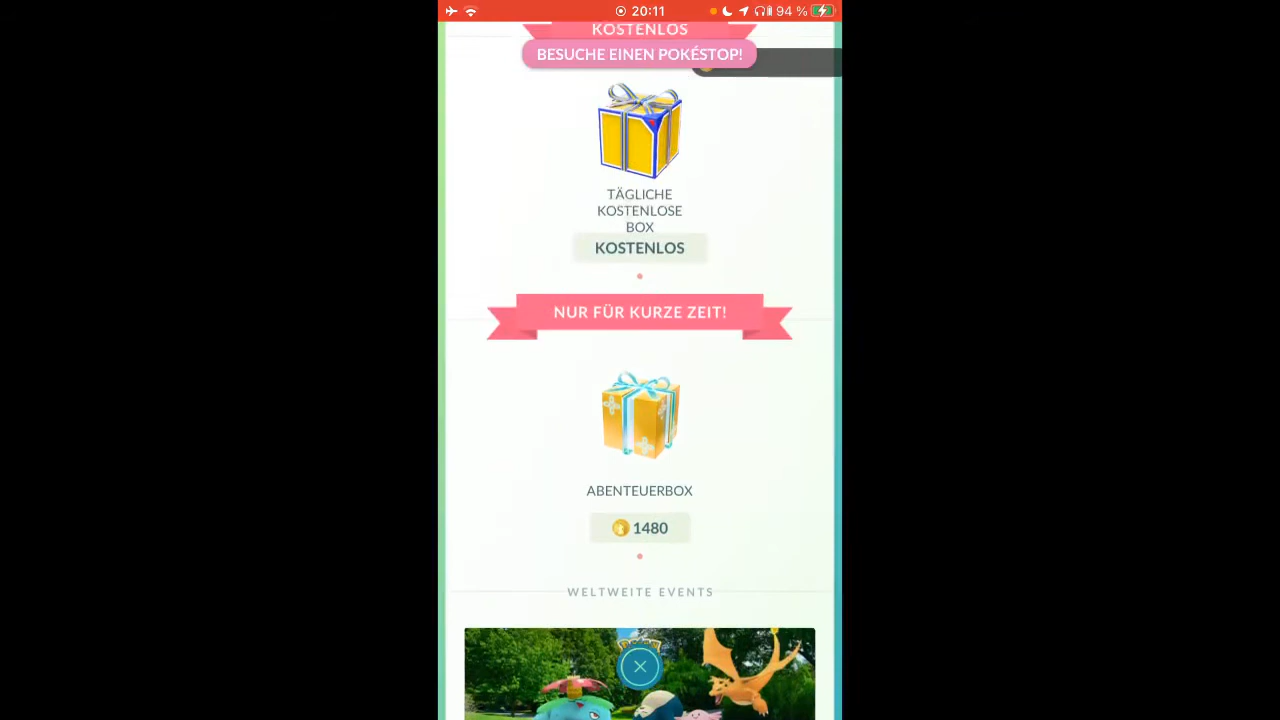 20:11
94 %
KOSTENLOS
BESUCHE EINEN POKÉSTOP!
TÄGLICHE
KOSTENLOSE
BOX
KOSTENLOS
NUR FÜR KURZE ZEIT!
ABENTEUERBOX
1480
WELTWEITE EVENTS